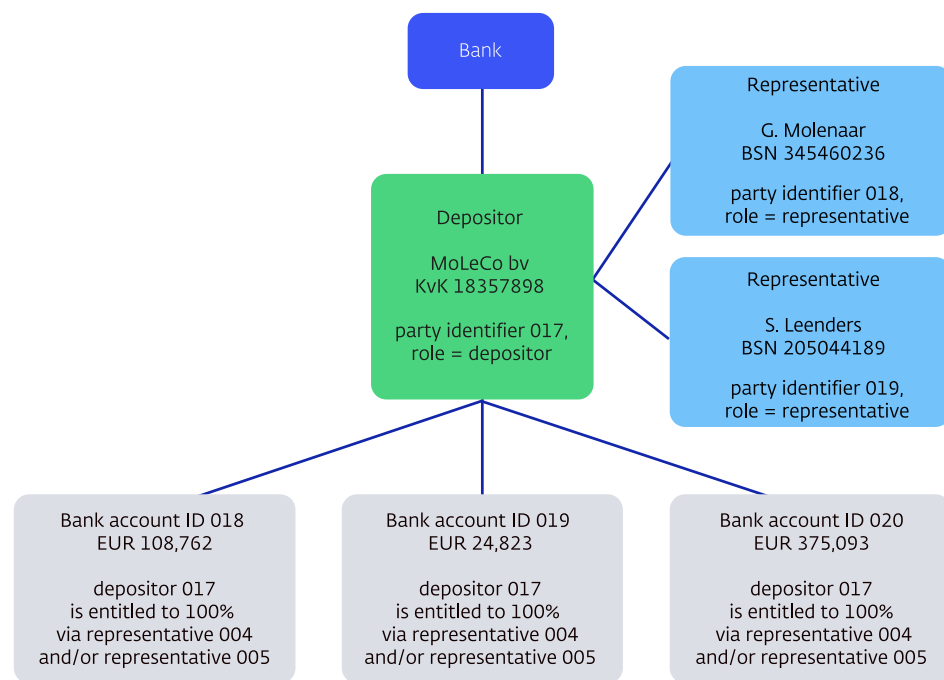 Bank
Representative
G. Molenaar
BSN 345460236
party identifier 018,
role = representative
Depositor
MoLeCo bv
KvK 18357898
party identifier 017,
role = depositor
Representative
S. Leenders
BSN 205044189
party identifier 019,
role = representative
Bank account ID 018
EUR 108,762
depositor 017
is entitled to 100%
via representative 004
and/or representative 005
Bank account ID 019
EUR 24,823
depositor 017
is entitled to 100%
via representative 004
and/or representative 005
Bank account ID 020
EUR 375,093
depositor 017
is entitled to 100%
via representative 004
and/or representative 005